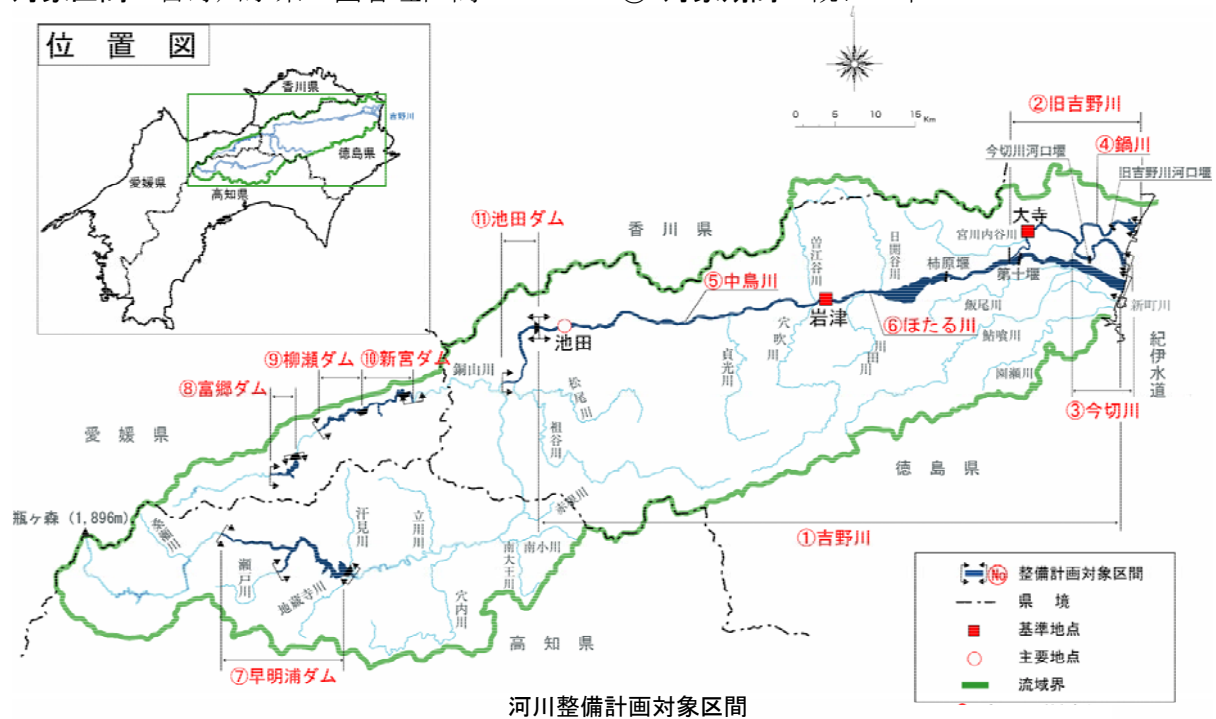 位置図
香川県
吉野川
徳島県
愛媛県
高知県
0 5 10 15 Km
②旧吉野川
今切川河口堰
④鍋川
旧吉野川河口堰
⑪池田ダム
香川県
大寺
宮川内谷川
曽江谷川
日開谷川
柿原堰
第十堰
⑤中鳥川
飯尾川
新町川
岩津
⑥ほたる川
鮎喰川
紀伊水道
池田
穴吹川
川田川
貞光川
園瀬川
⑨柳瀬ダム
⑩新宮ダム
銅山川
松尾川
③今切川
⑧富郷ダム
祖谷川
愛媛県
徳島県
瓶ヶ森 (1,896m)
汗見川
立川川
赤根川
①吉野川
南大王川
南小川
瀬戸川
地蔵寺川
穴内川
高知県
⑦早明浦ダム
No 整備計画対象区間
県境
基準地点
主要地点
流域界
河川整備計画対象区間